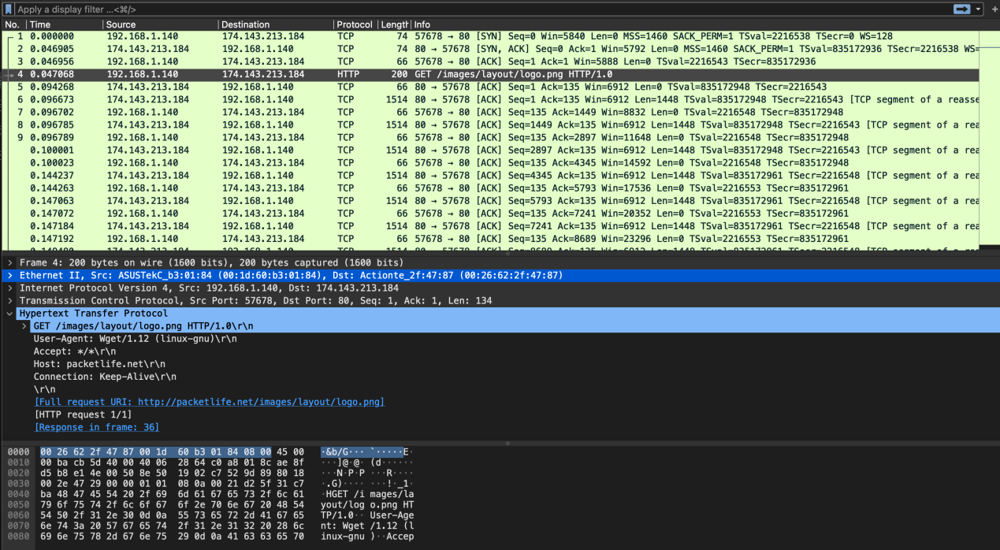 Apply a display filter ...<⌘/>
No. Time Source Destination Protocol Length Info
1 0.000000 192.168.1.140 174.143.213.184 TCP 74 57678 → 80 [SYN] Seq=0 Win=5840 Len=0 MSS=1460 SACK_PERM=1 TSval=2216538 TSecr=0 WS=128
2 0.046905 174.143.213.184 192.168.1.140 TCP 74 80 → 57678 [SYN, ACK] Seq=0 Ack=1 Win=5792 Len=0 MSS=1460 SACK_PERM=1 TSval=835172936 TSecr=2216538 WS=
3 0.046956 192.168.1.140 174.143.213.184 TCP 66 57678 → 80 [ACK] Seq=1 Ack=1 Win=5888 Len=0 TSval=2216543 TSecr=835172936
4 0.047068 192.168.1.140 174.143.213.184 HTTP 200 GET /images/layout/logo.png HTTP/1.0
5 0.094268 174.143.213.184 192.168.1.140 TCP 66 80 → 57678 [ACK] Seq=1 Ack=135 Win=6912 Len=0 TSval=835172948 TSecr=2216543
6 0.096673 174.143.213.184 192.168.1.140 TCP 1514 80 → 57678 [ACK] Seq=1 Ack=135 Win=6912 Len=1448 TSval=835172948 TSecr=2216543 [TCP segment of a reasse
7 0.096702 192.168.1.140 174.143.213.184 TCP 66 57678 → 80 [ACK] Seq=135 Ack=1449 Win=8832 Len=0 TSval=2216548 TSecr=835172948
8 0.096785 174.143.213.184 192.168.1.140 TCP 1514 80 → 57678 [ACK] Seq=1449 Ack=135 Win=6912 Len=1448 TSval=835172948 TSecr=2216543 [TCP segment of a rea
9 0.096789 192.168.1.140 174.143.213.184 TCP 66 57678 → 80 [ACK] Seq=135 Ack=2897 Win=11648 Len=0 TSval=2216548 TSecr=835172948
0.100001 174.143.213.184 192.168.1.140 TCP 1514 80 → 57678 [ACK] Seq=2897 Ack=135 Win=6912 Len=1448 TSval=835172948 TSecr=2216543 [TCP segment of a rea
0.100023 192.168.1.140 174.143.213.184 TCP 66 57678 → 80 [ACK] Seq=135 Ack=4345 Win=14592 Len=0 TSval=2216548 TSecr=835172948
0.144237 174.143.213.184 192.168.1.140 TCP 1514 80 → 57678 [ACK] Seq=4345 Ack=135 Win=6912 Len=1448 TSval=835172961 TSecr=2216548 [TCP segment of a rea
0.144263 192.168.1.140 174.143.213.184 TCP 66 57678 → 80 [ACK] Seq=135 Ack=5793 Win=17536 Len=0 TSval=2216553 TSecr=835172961
0.147063 174.143.213.184 192.168.1.140 TCP 1514 80 → 57678 [ACK] Seq=5793 Ack=135 Win=6912 Len=1448 TSval=835172961 TSecr=2216548 [TCP segment of a rea
0.147072 192.168.1.140 174.143.213.184 TCP 66 57678 → 80 [ACK] Seq=135 Ack=7241 Win=20352 Len=0 TSval=2216553 TSecr=835172961
0.147184 174.143.213.184 192.168.1.140 TCP 1514 80 → 57678 [ACK] Seq=7241 Ack=135 Win=6912 Len=1448 TSval=835172961 TSecr=2216548 [TCP segment of a rea
0.147192 192.168.1.140 174.143.213.184 TCP 66 57678 → 80 [ACK] Seq=135 Ack=8689 Win=23296 Len=0 TSval=2216553 TSecr=835172961
Frame 4: 200 bytes on wire (1600 bits), 200 bytes captured (1600 bits)
Ethernet II, Src: ASUSTekC_b3:01:84 (00:1d:60:b3:01:84), Dst: Actionte_2f:47:87 (00:26:62:2f:47:87)
Internet Protocol Version 4, Src: 192.168.1.140, Dst: 174.143.213.184
Transmission Control Protocol, Src Port: 57678, Dst Port: 80, Seq: 1, Ack: 1, Len: 134
Hypertext Transfer Protocol
GET /images/layout/logo.png HTTP/1.0\r\n
User-Agent: Wget/1.12 (linux-gnu)\r\n
Accept: */*\r\n
Host: packetlife.net\r\n
Connection: Keep-Alive\r\n
\r\n
[Full request URI: http://packetlife.net/images/layout/logo.png]
[HTTP request 1/1]
[Response in frame: 36]
0000 00 26 62 2f 47 87 00 1d 60 b3 01 84 08 00 45 00 ·&b/G··· `·····E·
0010 00 ba cb 5d 40 00 40 06 28 64 c0 a8 01 8c ae 8f ···]@·@· (d······
0020 d5 b8 e1 4e 00 50 8e 50 19 02 c7 52 9d 89 80 18 ···N·P·P ···R····
0030 00 2e 47 29 00 00 01 01 08 0a 00 21 d2 5f 31 c7 ·.G)···· ···!·_1·
0040 ba 48 47 45 54 20 2f 69 6d 61 67 65 73 2f 6c 61 ·HGET /i mages/la
0050 79 6f 75 74 2f 6c 6f 67 6f 2e 70 6e 67 20 48 54 yout/log o.png HT
0060 54 50 2f 31 2e 30 0d 0a 55 73 65 72 2d 41 67 65 TP/1.0·· User-Age
0070 6e 74 3a 20 57 67 65 74 2f 31 2e 31 32 20 28 6c nt: Wget /1.12 (l
0080 69 6e 75 78 2d 67 6e 75 29 0d 0a 41 63 63 65 70 inux-gnu )··Accep